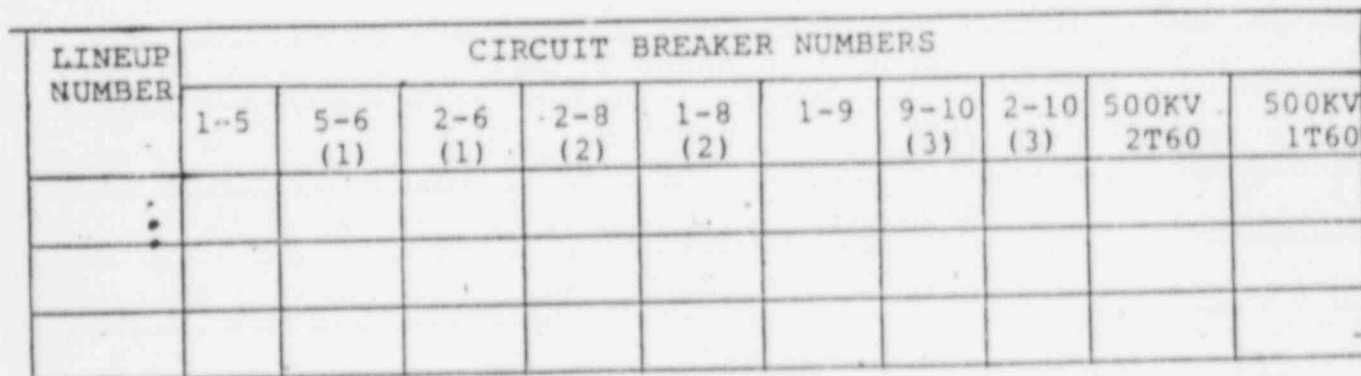 LINEUP NUMBER
CIRCUIT BREAKER NUMBERS
1-5
5-6 (1)
2-6 (1)
2-8 (2)
1-8 (2)
1-9
9-10 (3)
2-10 (3)
500KV 2T60
500KV 1T60